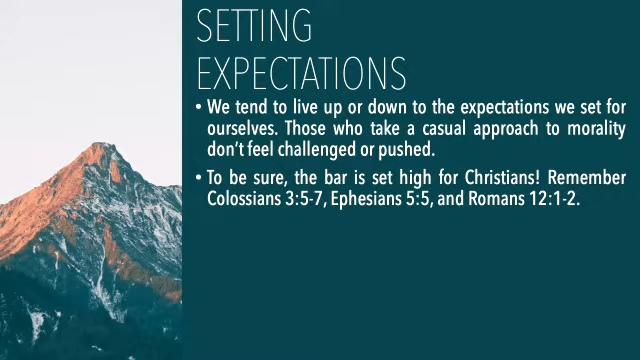 SETTING
EXPECTATIONS
• We tend to live up or down to the expectations we set for
ourselves. Those who take a casual approach to morality
don't feel challenged or pushed.
• To be sure, the bar is set high for Christians! Remember
Colossians 3:5-7, Ephesians 5:5, and Romans 12:1-2.